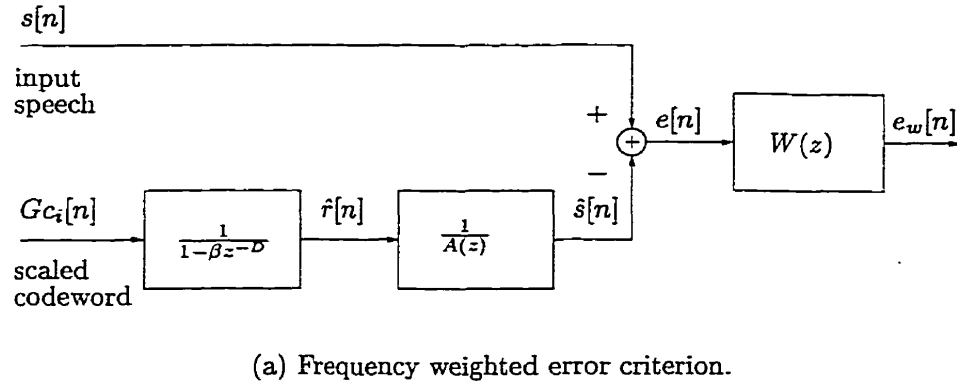 s[n]
input
speech
+
+
e[n]
W(z)
e_w[n]
−
Gc_i[n]
1
1−βz^{−D}
r̂[n]
1
A(z)
ŝ[n]
scaled
codeword
(a) Frequency weighted error criterion.